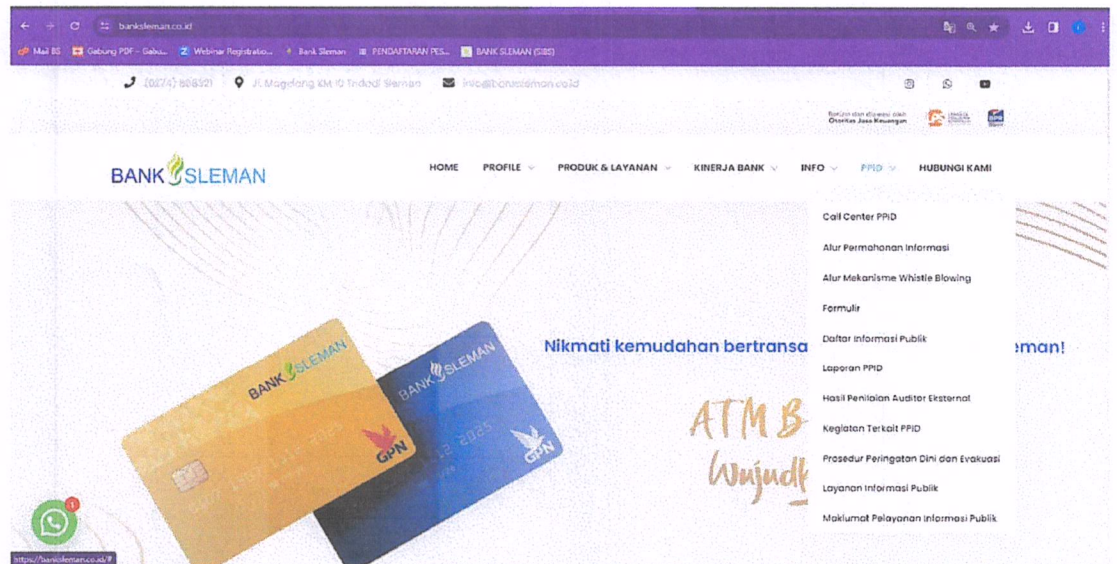 banksleman.co.id
Mail BS Gabung PDF - Gabu... Webinar Registratio... Bank Sleman PENDAFTARAN PES... BANK SLEMAN (SIBS)
Jl. Magelang KM 10 Tridadi Sleman info@banksleman.co.id
Berizin dan diawasi oleh
Otoritas Jasa Keuangan
BANK SLEMAN
HOME PROFILE PRODUK & LAYANAN KINERJA BANK INFO PPID HUBUNGI KAMI
Call Center PPID
Alur Permohonan Informasi
Alur Mekanisme Whistle Blowing
Formulir
Daftar Informasi Publik
Laporan PPID
Hasil Penilaian Auditor Eksternal
Kegiatan Terkait PPID
Prosedur Peringatan Dini dan Evakuasi
Layanan Informasi Publik
Maklumat Pelayanan Informasi Publik
Nikmati kemudahan bertransa eman!
ATM B
Wujudk
BANK SLEMAN
GPN
BANK SLEMAN
GPN
1
https://banksleman.co.id/#